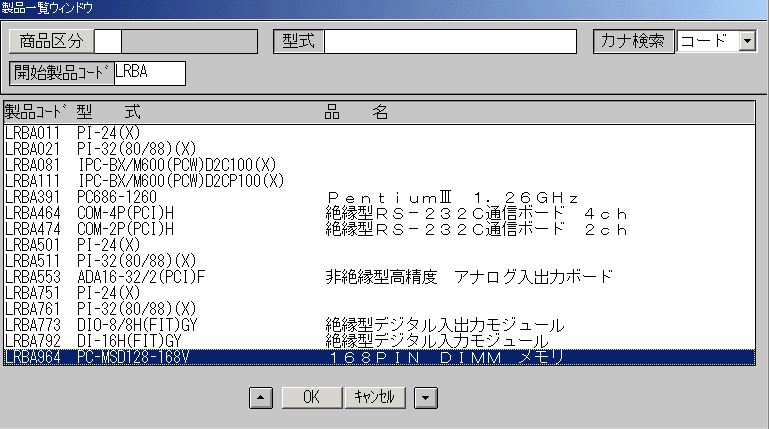 製品一覧ウィンドウ
商品区分 型式 カナ検索 コード
開始製品ｺｰﾄﾞ LRBA
製品ｺｰﾄﾞ 型　式 品　名
LRBA011 PI-24(X)
LRBA021 PI-32(80/88)(X)
LRBA081 IPC-BX/M600(PCW)D2C100(X)
LRBA111 IPC-BX/M600(PCW)D2CP100(X)
LRBA391 PC686-1260 ＰｅｎｔｉｕｍⅢ　１．２６ＧＨｚ
LRBA464 COM-4P(PCI)H 絶縁型ＲＳ－２３２Ｃ通信ボード　４ｃｈ
LRBA474 COM-2P(PCI)H 絶縁型ＲＳ－２３２Ｃ通信ボード　２ｃｈ
LRBA501 PI-24(X)
LRBA511 PI-32(80/88)(X)
LRBA553 ADA16-32/2(PCI)F 非絶縁型高精度　アナログ入出力ボード
LRBA751 PI-24(X)
LRBA761 PI-32(80/88)(X)
LRBA773 DIO-8/8H(FIT)GY 絶縁型デジタル入出力モジュール
LRBA792 DI-16H(FIT)GY 絶縁型デジタル入力モジュール
LRBA964 PC-MSD128-168V １６８ＰＩＮ　ＤＩＭＭ　メモリ
OK ｷｬﾝｾﾙ